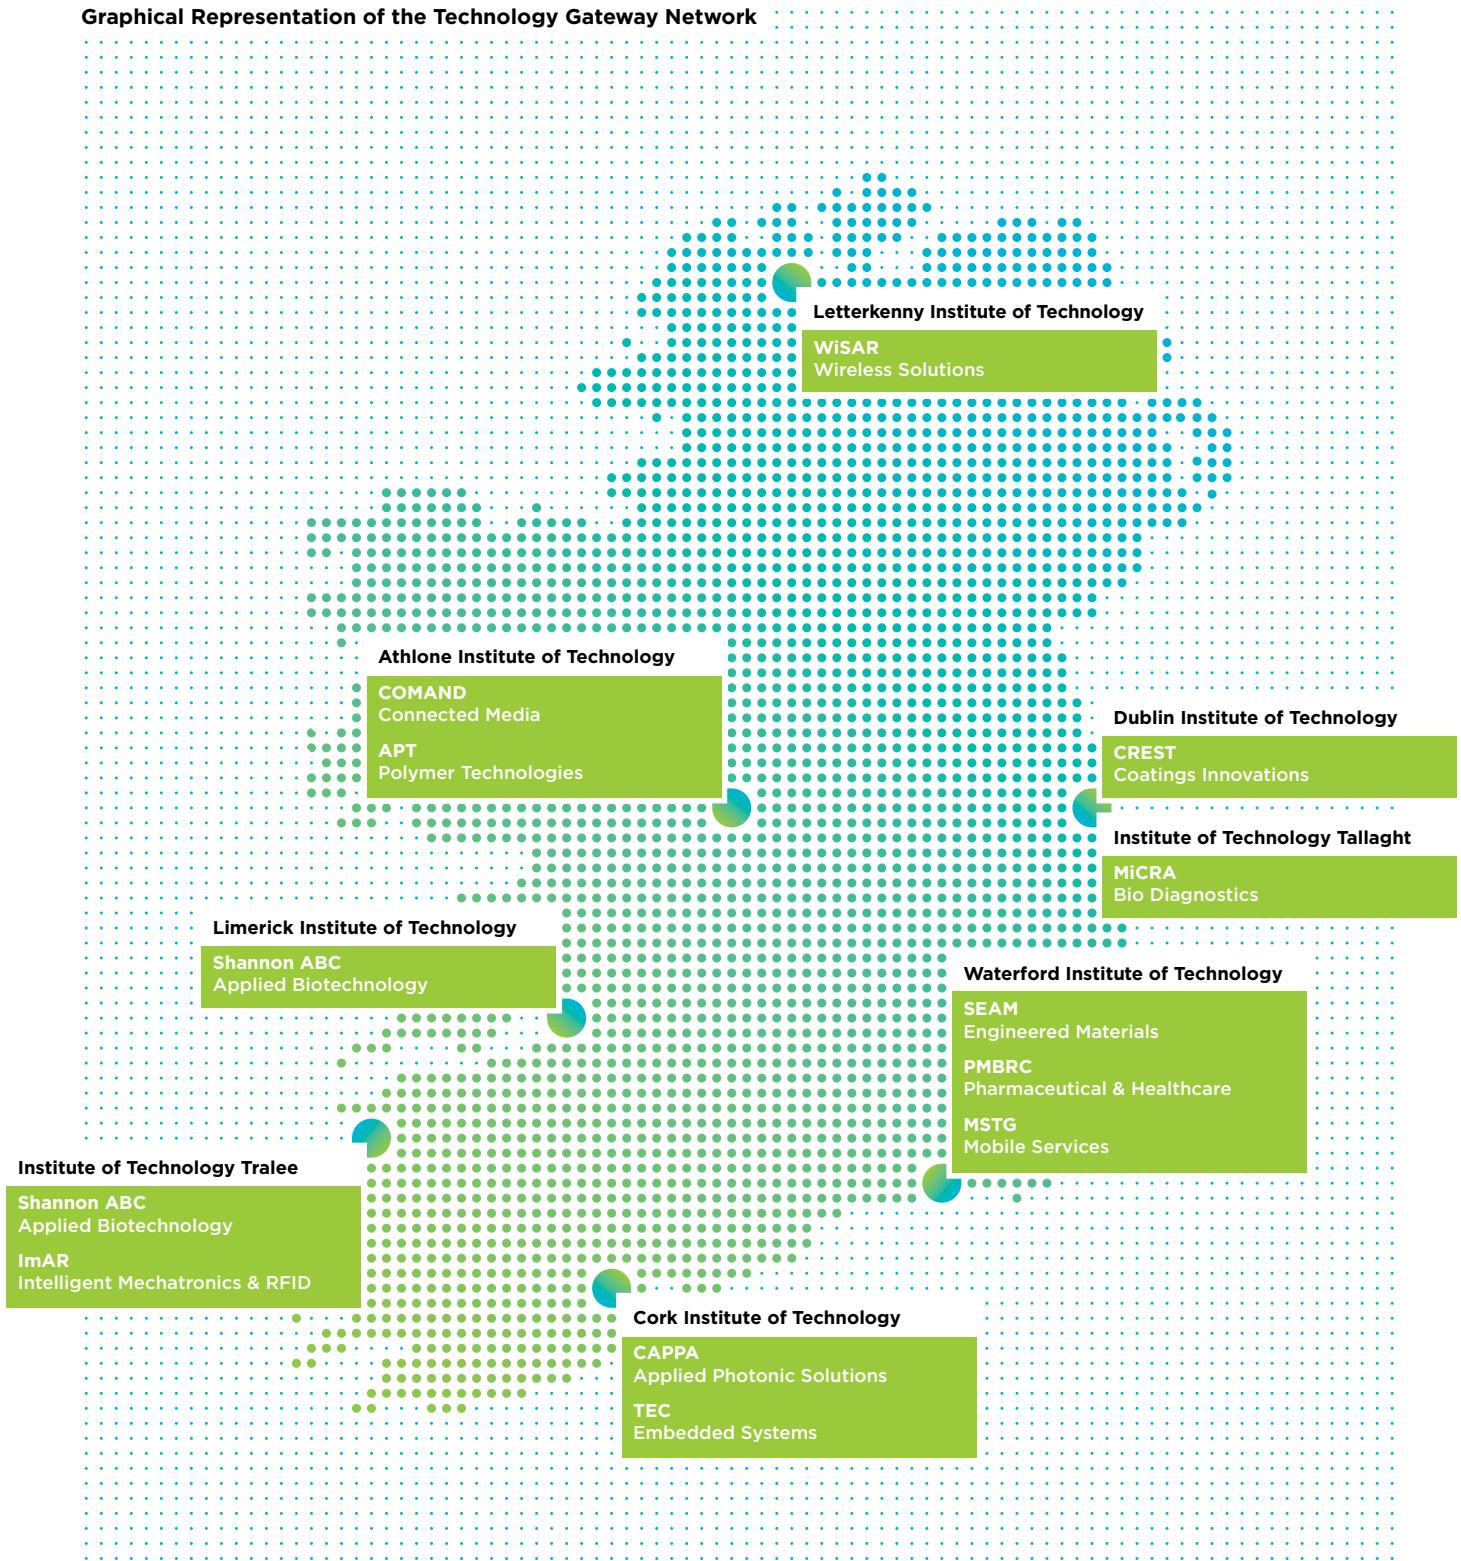 Graphical Representation of the Technology Gateway Network
Letterkenny Institute of Technology
WiSAR
Wireless Solutions
Athlone Institute of Technology
COMAND
Connected Media
APT
Polymer Technologies
Dublin Institute of Technology
CREST
Coatings Innovations
Institute of Technology Tallaght
MiCRA
Bio Diagnostics
Limerick Institute of Technology
Shannon ABC
Applied Biotechnology
Waterford Institute of Technology
SEAM
Engineered Materials
PMBRC
Pharmaceutical & Healthcare
MSTG
Mobile Services
Institute of Technology Tralee
Shannon ABC
Applied Biotechnology
ImAR
Intelligent Mechatronics & RFID
Cork Institute of Technology
CAPPA
Applied Photonic Solutions
TEC
Embedded Systems